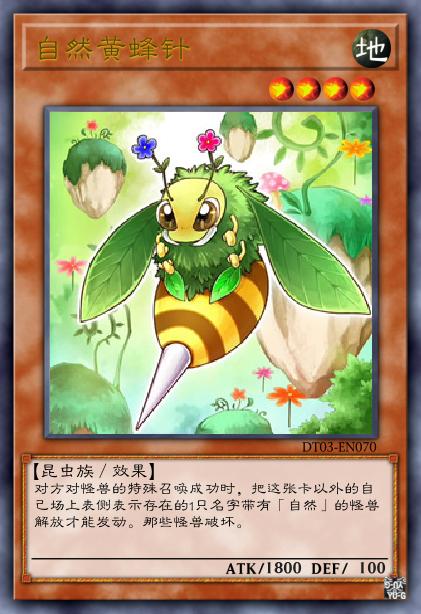 自然黄蜂针
地
DT03-EN070
【昆虫族／效果】
对方对怪兽的特殊召唤成功时，把这张卡以外的自
己场上表侧表示存在的1只名字带有「自然」的怪兽
解放才能发动。那些怪兽破坏。
ATK/1800 DEF/ 100